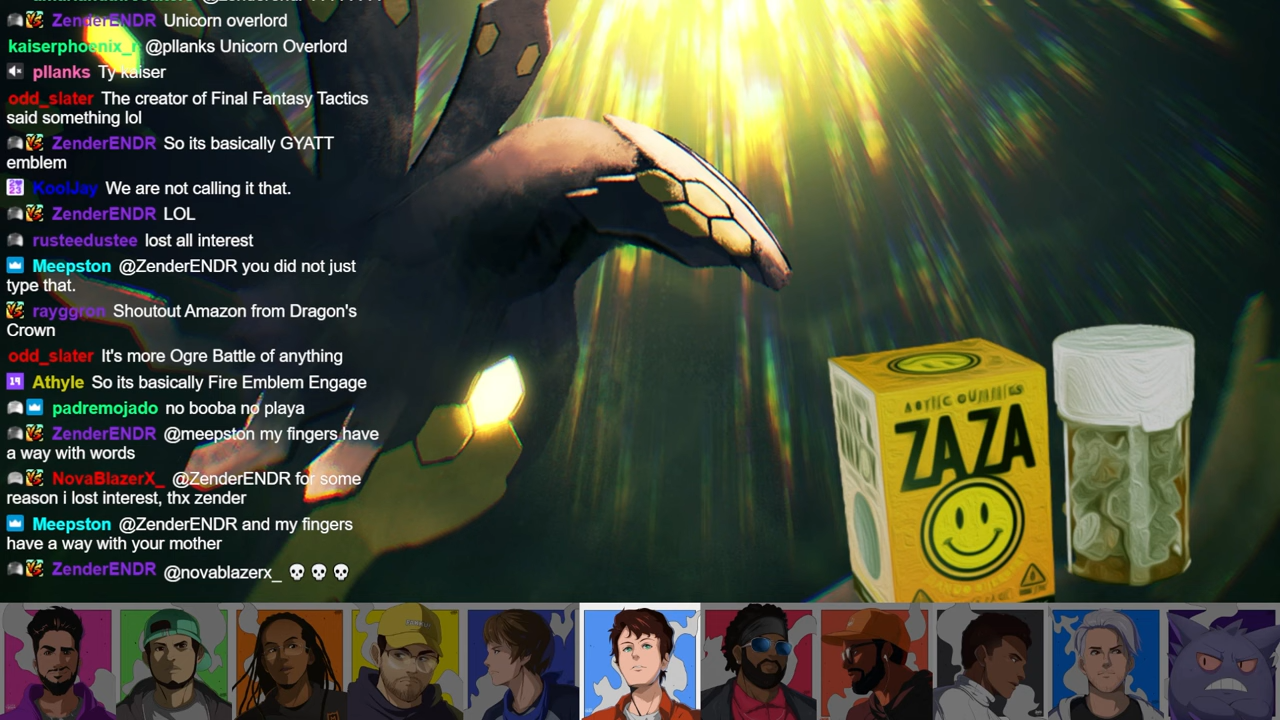 ZenderENDR Unicorn overlord
kaiserphoenix_r @pllanks Unicorn Overlord
pllanks Ty kaiser
odd_slater The creator of Final Fantasy Tactics
said something lol
ZenderENDR So its basically GYATT
emblem
23 KoolJay We are not calling it that.
ZenderENDR LOL
rusteedustee lost all interest
Meepston @ZenderENDR you did not just
type that.
rayggron Shoutout Amazon from Dragon's
Crown
odd_slater It's more Ogre Battle of anything
14 Athyle So its basically Fire Emblem Engage
padremojado no booba no playa
ZenderENDR @meepston my fingers have
a way with words
NovaBlazerX_ @ZenderENDR for some
reason i lost interest, thx zender
Meepston @ZenderENDR and my fingers
have a way with your mother
ZenderENDR @novablazerx_ 💀 💀 💀
ZAZA